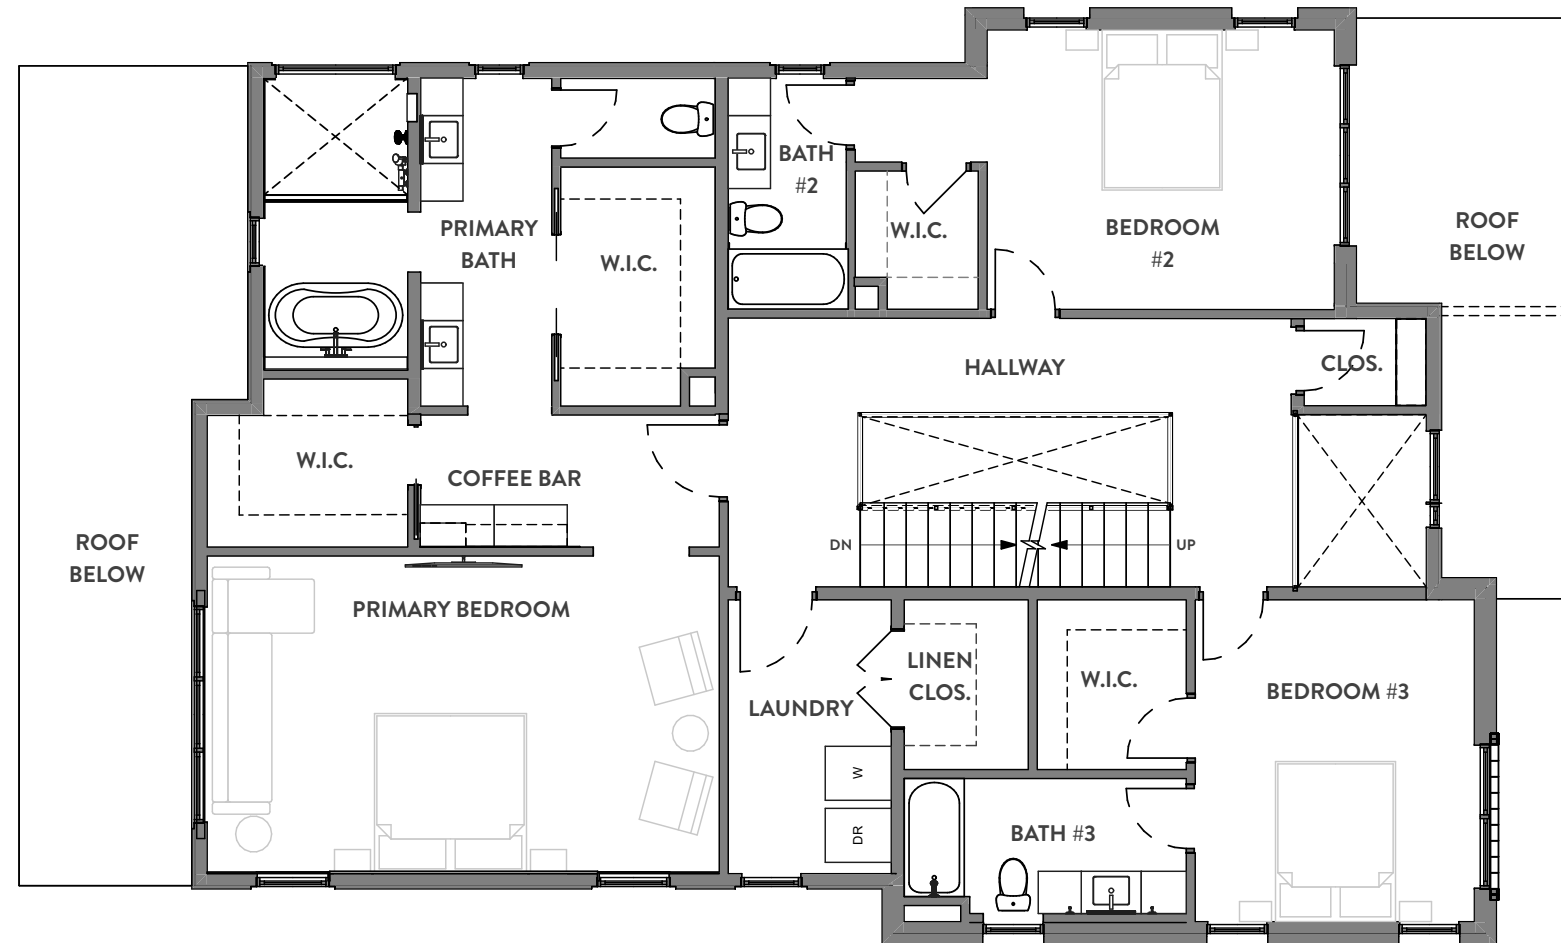 PRIMARY
BATH
W.I.C.
BATH
#2
W.I.C.
BEDROOM
#2
ROOF
BELOW
HALLWAY
CLOS.
W.I.C.
COFFEE BAR
ROOF
BELOW
DN
UP
PRIMARY BEDROOM
LINEN
CLOS.
W.I.C.
BEDROOM #3
LAUNDRY
W
DR
BATH #3